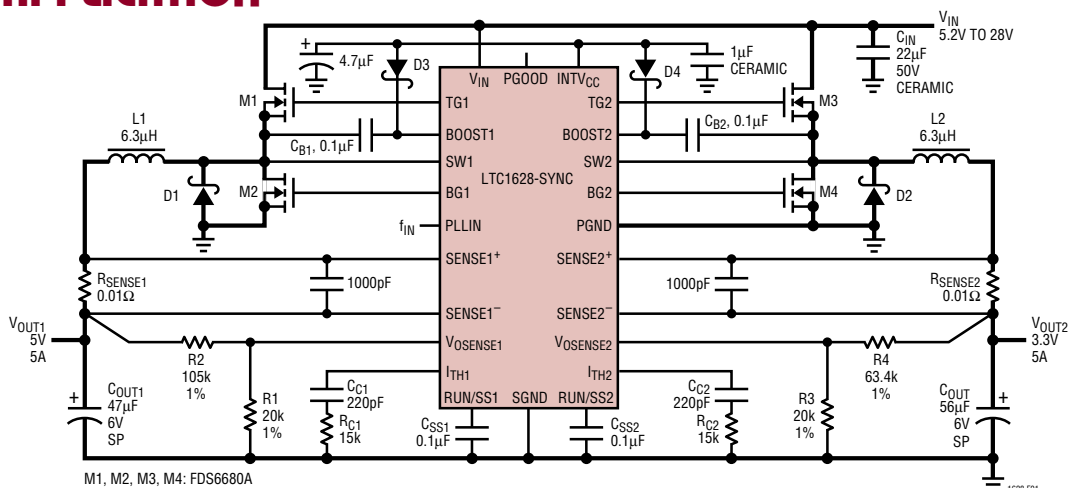 VIN
5.2V TO 28V
CIN
22µF
50V
CERAMIC
+
4.7µF
D3
D4
1µF
CERAMIC
VIN PGOOD INTVCC
M1
TG1
TG2
M3
L1
6.3µH
L2
6.3µH
BOOST1
BOOST2
CB1, 0.1µF
CB2, 0.1µF
SW1
SW2
LTC1628-SYNC
D1
M2
BG1
BG2
M4
D2
fIN
PLLIN
PGND
SENSE1+
SENSE2+
RSENSE1
0.01Ω
1000pF
1000pF
RSENSE2
0.01Ω
SENSE1–
SENSE2–
VOUT1
5V
5A
VOSENSE1
VOSENSE2
VOUT2
3.3V
5A
R2
105k
1%
R4
63.4k
1%
ITH1
ITH2
RUN/SS1 SGND RUN/SS2
+
COUT1
47µF
6V
SP
R1
20k
1%
CC1
220pF
RC1
15k
CSS1
0.1µF
CSS2
0.1µF
CC2
220pF
RC2
15k
R3
20k
1%
COUT
56µF
6V
SP
+
M1, M2, M3, M4: FDS6680A